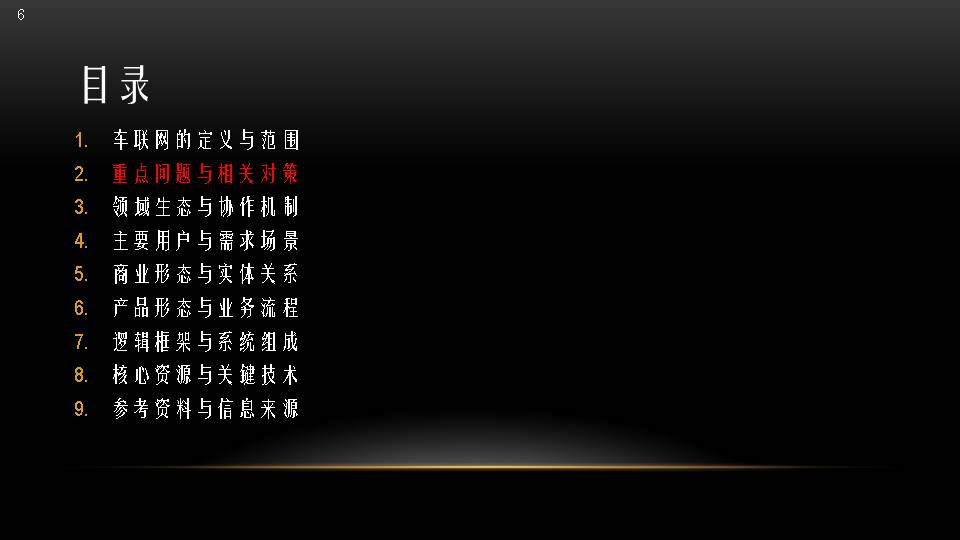 6
目录
1. 车联网的定义与范围
2. 重点问题与相关对策
3. 领域生态与协作机制
4. 主要用户与需求场景
5. 商业形态与实体关系
6. 产品形态与业务流程
7. 逻辑框架与系统组成
8. 核心资源与关键技术
9. 参考资料与信息来源